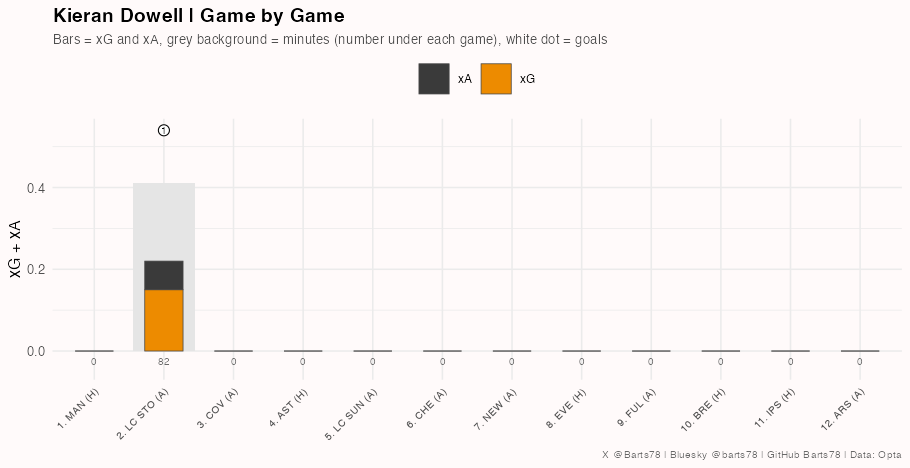 Kieran Dowell | Game by Game
Bars = xG and xA, grey background = minutes (number under each game), white dot = goals
xA xG
1
xG + xA
0.4
0.2
0.0
0 82 0 0 0 0 0 0 0 0 0 0
1. MAN (H)
2. LC STO (A)
3. COV (A)
4. AST (H)
5. LC SUN (A)
6. CHE (A)
7. NEW (A)
8. EVE (H)
9. FUL (A)
10. BRE (H)
11. IPS (H)
12. ARS (A)
X @Barts78 | Bluesky @barts78 | GitHub Barts78 | Data: Opta